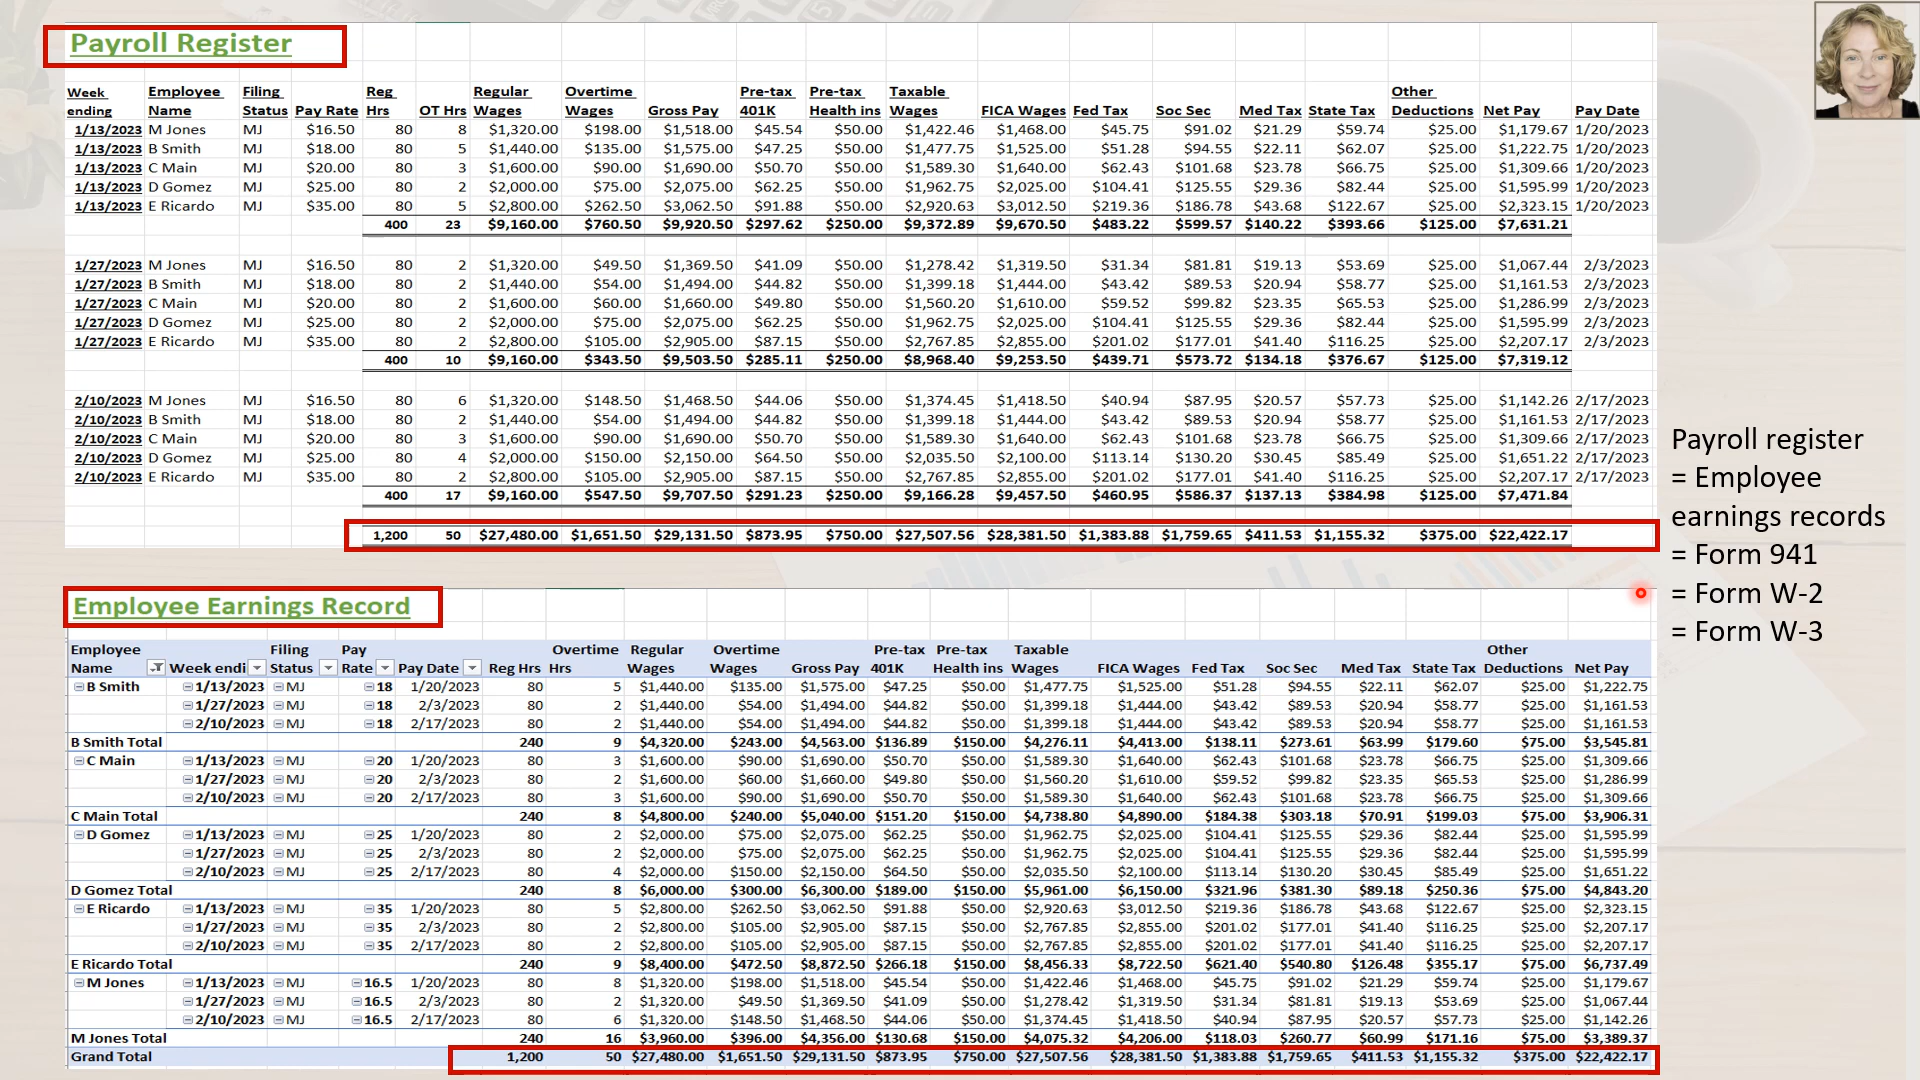 Payroll Register
Week ending Employee Name Filing Status Pay Rate Reg Hrs OT Hrs Regular Wages Overtime Wages Gross Pay Pre-tax 401K Pre-tax Health ins Taxable Wages FICA Wages Fed Tax Soc Sec Med Tax State Tax Other Deductions Net Pay Pay Date
1/13/2023 M Jones MJ $16.50 80 8 $1,320.00 $198.00 $1,518.00 $45.54 $50.00 $1,422.46 $1,468.00 $45.75 $91.02 $21.29 $59.74 $25.00 $1,179.67 1/20/2023
1/13/2023 B Smith MJ $18.00 80 5 $1,440.00 $135.00 $1,575.00 $47.25 $50.00 $1,477.75 $1,525.00 $51.28 $94.55 $22.11 $62.07 $25.00 $1,222.75 1/20/2023
1/13/2023 C Main MJ $20.00 80 3 $1,600.00 $90.00 $1,690.00 $50.70 $50.00 $1,589.30 $1,640.00 $62.43 $101.68 $23.78 $66.75 $25.00 $1,309.66 1/20/2023
1/13/2023 D Gomez MJ $25.00 80 2 $2,000.00 $75.00 $2,075.00 $62.25 $50.00 $1,962.75 $2,025.00 $104.41 $125.55 $29.36 $82.44 $25.00 $1,595.99 1/20/2023
1/13/2023 E Ricardo MJ $35.00 80 5 $2,800.00 $262.50 $3,062.50 $91.88 $50.00 $2,920.63 $3,012.50 $219.36 $186.78 $43.68 $122.67 $25.00 $2,323.15 1/20/2023
400 23 $9,160.00 $760.50 $9,920.50 $297.62 $250.00 $9,372.89 $9,670.50 $483.22 $599.57 $140.22 $393.66 $125.00 $7,631.21
1/27/2023 M Jones MJ $16.50 80 2 $1,320.00 $49.50 $1,369.50 $41.09 $50.00 $1,278.42 $1,319.50 $31.34 $81.81 $19.13 $53.69 $25.00 $1,067.44 2/3/2023
1/27/2023 B Smith MJ $18.00 80 2 $1,440.00 $54.00 $1,494.00 $44.82 $50.00 $1,399.18 $1,444.00 $43.42 $89.53 $20.94 $58.77 $25.00 $1,161.53 2/3/2023
1/27/2023 C Main MJ $20.00 80 2 $1,600.00 $60.00 $1,660.00 $49.80 $50.00 $1,560.20 $1,610.00 $59.52 $99.82 $23.35 $65.53 $25.00 $1,286.99 2/3/2023
1/27/2023 D Gomez MJ $25.00 80 2 $2,000.00 $75.00 $2,075.00 $62.25 $50.00 $1,962.75 $2,025.00 $104.41 $125.55 $29.36 $82.44 $25.00 $1,595.99 2/3/2023
1/27/2023 E Ricardo MJ $35.00 80 2 $2,800.00 $105.00 $2,905.00 $87.15 $50.00 $2,767.85 $2,855.00 $201.02 $177.01 $41.40 $116.25 $25.00 $2,207.17 2/3/2023
400 10 $9,160.00 $343.50 $9,503.50 $285.11 $250.00 $8,968.40 $9,253.50 $439.71 $573.72 $134.18 $376.67 $125.00 $7,319.12
2/10/2023 M Jones MJ $16.50 80 6 $1,320.00 $148.50 $1,468.50 $44.06 $50.00 $1,374.45 $1,418.50 $40.94 $87.95 $20.57 $57.73 $25.00 $1,142.26 2/17/2023
2/10/2023 B Smith MJ $18.00 80 2 $1,440.00 $54.00 $1,494.00 $44.82 $50.00 $1,399.18 $1,444.00 $43.42 $89.53 $20.94 $58.77 $25.00 $1,161.53 2/17/2023
2/10/2023 C Main MJ $20.00 80 3 $1,600.00 $90.00 $1,690.00 $50.70 $50.00 $1,589.30 $1,640.00 $62.43 $101.68 $23.78 $66.75 $25.00 $1,309.66 2/17/2023
2/10/2023 D Gomez MJ $25.00 80 4 $2,000.00 $150.00 $2,150.00 $64.50 $50.00 $2,035.50 $2,100.00 $113.14 $130.20 $30.45 $85.49 $25.00 $1,651.22 2/17/2023
2/10/2023 E Ricardo MJ $35.00 80 2 $2,800.00 $105.00 $2,905.00 $87.15 $50.00 $2,767.85 $2,855.00 $201.02 $177.01 $41.40 $116.25 $25.00 $2,207.17 2/17/2023
400 17 $9,160.00 $547.50 $9,707.50 $291.23 $250.00 $9,166.28 $9,457.50 $460.95 $586.37 $137.13 $384.98 $125.00 $7,471.84
1,200 50 $27,480.00 $1,651.50 $29,131.50 $873.95 $750.00 $27,507.56 $28,381.50 $1,383.88 $1,759.65 $411.53 $1,155.32 $375.00 $22,422.17
Payroll register
= Employee
earnings records
= Form 941
= Form W-2
= Form W-3
Employee Earnings Record
Employee Name Week endi Filing Status Pay Rate Pay Date Reg Hrs Overtime Hrs Regular Wages Overtime Wages Gross Pay Pre-tax 401K Pre-tax Health ins Taxable Wages FICA Wages Fed Tax Soc Sec Med Tax State Tax Other Deductions Net Pay
B Smith 1/13/2023 MJ 18 1/20/2023 80 5 $1,440.00 $135.00 $1,575.00 $47.25 $50.00 $1,477.75 $1,525.00 $51.28 $94.55 $22.11 $62.07 $25.00 $1,222.75
1/27/2023 MJ 18 2/3/2023 80 2 $1,440.00 $54.00 $1,494.00 $44.82 $50.00 $1,399.18 $1,444.00 $43.42 $89.53 $20.94 $58.77 $25.00 $1,161.53
2/10/2023 MJ 18 2/17/2023 80 2 $1,440.00 $54.00 $1,494.00 $44.82 $50.00 $1,399.18 $1,444.00 $43.42 $89.53 $20.94 $58.77 $25.00 $1,161.53
B Smith Total 240 9 $4,320.00 $243.00 $4,563.00 $136.89 $150.00 $4,276.11 $4,413.00 $138.11 $273.61 $63.99 $179.60 $75.00 $3,545.81
C Main 1/13/2023 MJ 20 1/20/2023 80 3 $1,600.00 $90.00 $1,690.00 $50.70 $50.00 $1,589.30 $1,640.00 $62.43 $101.68 $23.78 $66.75 $25.00 $1,309.66
1/27/2023 MJ 20 2/3/2023 80 2 $1,600.00 $60.00 $1,660.00 $49.80 $50.00 $1,560.20 $1,610.00 $59.52 $99.82 $23.35 $65.53 $25.00 $1,286.99
2/10/2023 MJ 20 2/17/2023 80 3 $1,600.00 $90.00 $1,690.00 $50.70 $50.00 $1,589.30 $1,640.00 $62.43 $101.68 $23.78 $66.75 $25.00 $1,309.66
C Main Total 240 8 $4,800.00 $240.00 $5,040.00 $151.20 $150.00 $4,738.80 $4,890.00 $184.38 $303.18 $70.91 $199.03 $75.00 $3,906.31
D Gomez 1/13/2023 MJ 25 1/20/2023 80 2 $2,000.00 $75.00 $2,075.00 $62.25 $50.00 $1,962.75 $2,025.00 $104.41 $125.55 $29.36 $82.44 $25.00 $1,595.99
1/27/2023 MJ 25 2/3/2023 80 2 $2,000.00 $75.00 $2,075.00 $62.25 $50.00 $1,962.75 $2,025.00 $104.41 $125.55 $29.36 $82.44 $25.00 $1,595.99
2/10/2023 MJ 25 2/17/2023 80 4 $2,000.00 $150.00 $2,150.00 $64.50 $50.00 $2,035.50 $2,100.00 $113.14 $130.20 $30.45 $85.49 $25.00 $1,651.22
D Gomez Total 240 8 $6,000.00 $300.00 $6,300.00 $189.00 $150.00 $5,961.00 $6,150.00 $321.96 $381.30 $89.18 $250.36 $75.00 $4,843.20
E Ricardo 1/13/2023 MJ 35 1/20/2023 80 5 $2,800.00 $262.50 $3,062.50 $91.88 $50.00 $2,920.63 $3,012.50 $219.36 $186.78 $43.68 $122.67 $25.00 $2,323.15
1/27/2023 MJ 35 2/3/2023 80 2 $2,800.00 $105.00 $2,905.00 $87.15 $50.00 $2,767.85 $2,855.00 $201.02 $177.01 $41.40 $116.25 $25.00 $2,207.17
2/10/2023 MJ 35 2/17/2023 80 2 $2,800.00 $105.00 $2,905.00 $87.15 $50.00 $2,767.85 $2,855.00 $201.02 $177.01 $41.40 $116.25 $25.00 $2,207.17
E Ricardo Total 240 9 $8,400.00 $472.50 $8,872.50 $266.18 $150.00 $8,456.33 $8,722.50 $621.40 $540.80 $126.48 $355.17 $75.00 $6,737.49
M Jones 1/13/2023 MJ 16.5 1/20/2023 80 8 $1,320.00 $198.00 $1,518.00 $45.54 $50.00 $1,422.46 $1,468.00 $45.75 $91.02 $21.29 $59.74 $25.00 $1,179.67
1/27/2023 MJ 16.5 2/3/2023 80 2 $1,320.00 $49.50 $1,369.50 $41.09 $50.00 $1,278.42 $1,319.50 $31.34 $81.81 $19.13 $53.69 $25.00 $1,067.44
2/10/2023 MJ 16.5 2/17/2023 80 6 $1,320.00 $148.50 $1,468.50 $44.06 $50.00 $1,374.45 $1,418.50 $40.94 $87.95 $20.57 $57.73 $25.00 $1,142.26
M Jones Total 240 16 $3,960.00 $396.00 $4,356.00 $130.68 $150.00 $4,075.32 $4,206.00 $118.03 $260.77 $60.99 $171.16 $75.00 $3,389.37
Grand Total 1,200 50 $27,480.00 $1,651.50 $29,131.50 $873.95 $750.00 $27,507.56 $28,381.50 $1,383.88 $1,759.65 $411.53 $1,155.32 $375.00 $22,422.17